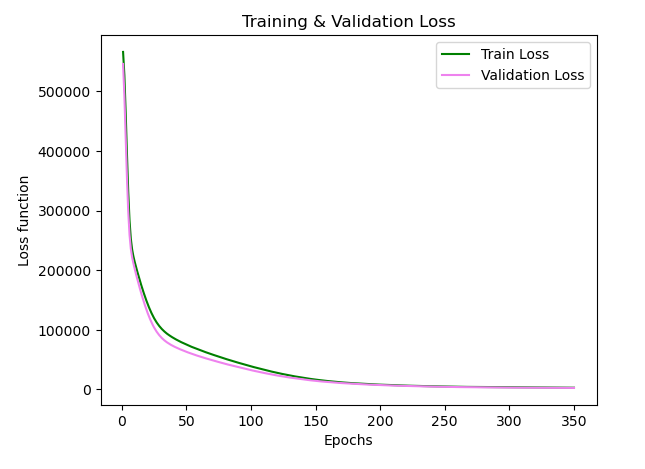 Training & Validation Loss
Train Loss
Validation Loss
500000
400000
300000
200000
100000
0
Loss function
0 50 100 150 200 250 300 350
Epochs